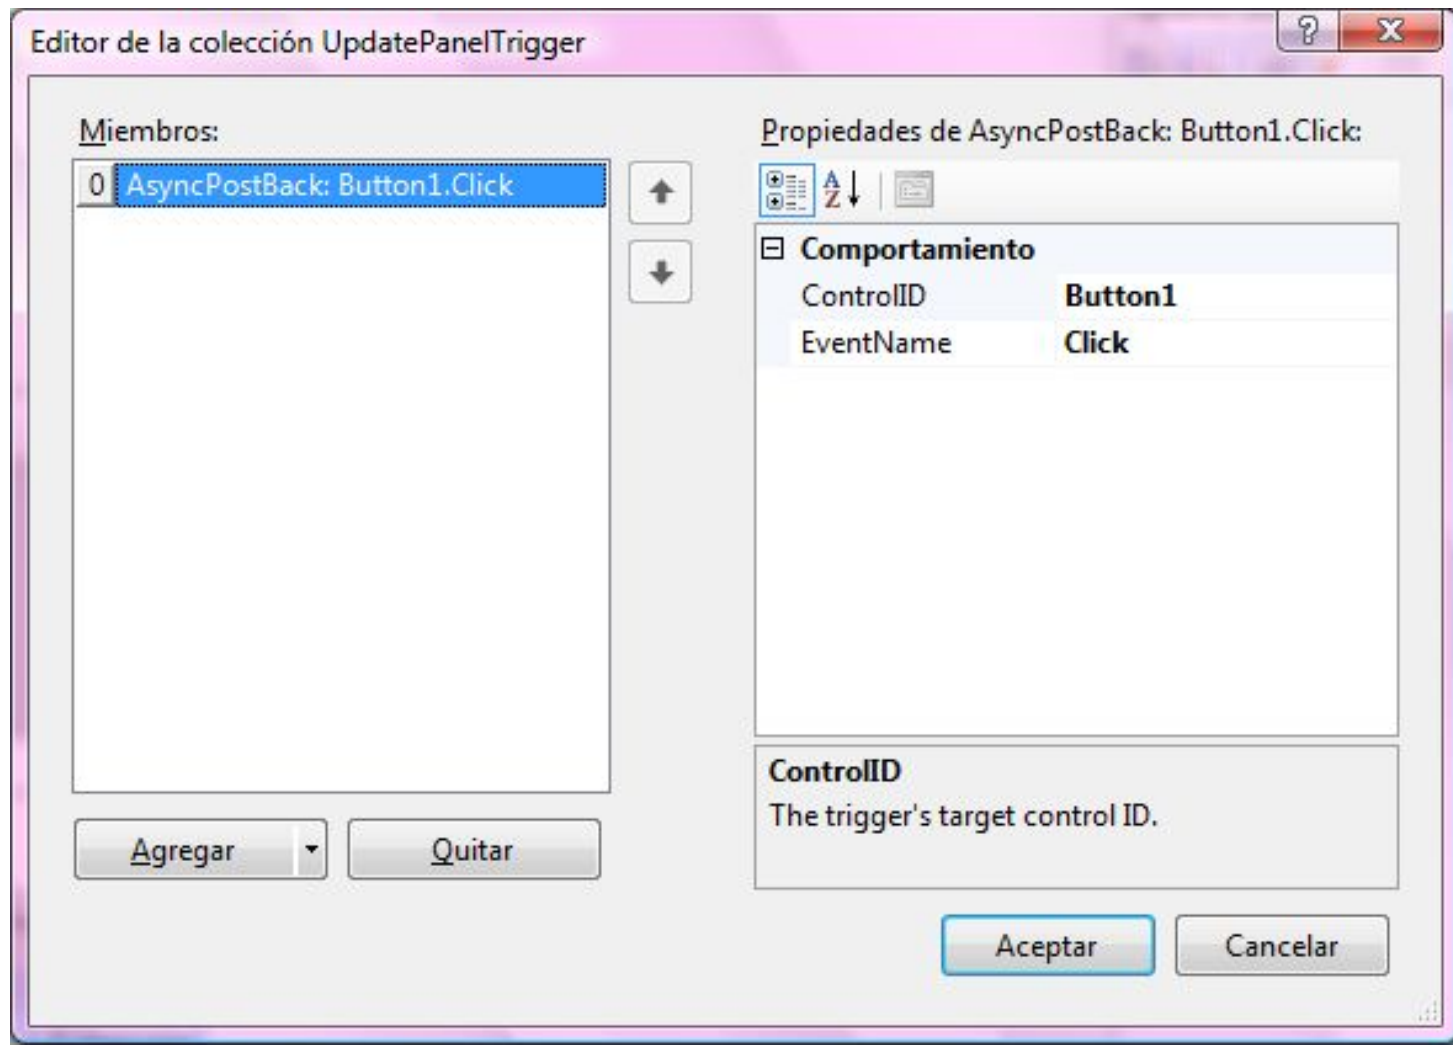 Editor de la colección UpdatePanelTrigger
Miembros:
0 AsyncPostBack: Button1.Click
Agregar
Quitar
Propiedades de AsyncPostBack: Button1.Click:
Comportamiento
ControlID Button1
EventName Click
ControlID
The trigger's target control ID.
Aceptar
Cancelar